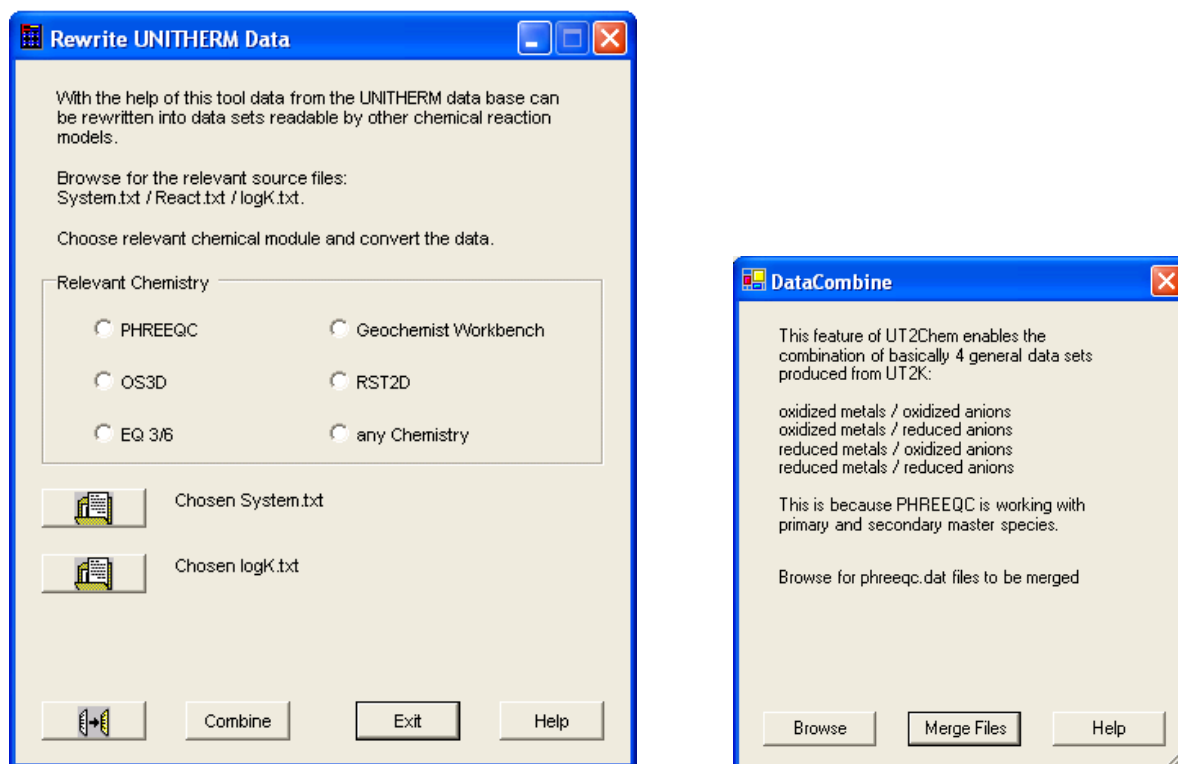 Rewrite UNITHERM Data
With the help of this tool data from the UNITHERM data base can
be rewritten into data sets readable by other chemical reaction
models.
Browse for the relevant source files:
System.txt / React.txt / logK.txt.
Choose relevant chemical module and convert the data.
Relevant Chemistry
PHREEQC
Geochemist Workbench
OS3D
RST2D
EQ 3/6
any Chemistry
Chosen System.txt
Chosen logK.txt
Combine
Exit
Help
DataCombine
This feature of UT2Chem enables the
combination of basically 4 general data sets
produced from UT2K:
oxidized metals / oxidized anions
oxidized metals / reduced anions
reduced metals / oxidized anions
reduced metals / reduced anions
This is because PHREEQC is working with
primary and secondary master species.
Browse for phreeqc.dat files to be merged
Browse
Merge Files
Help